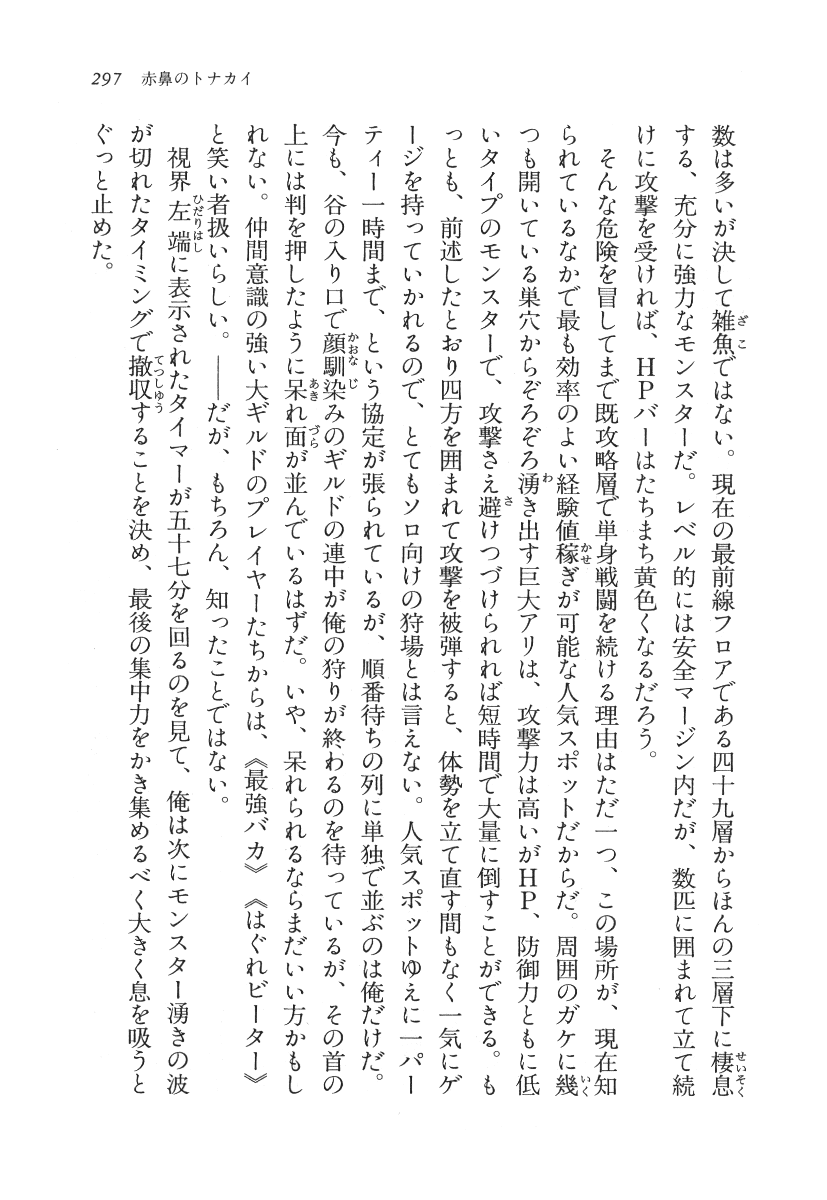 297 赤鼻のトナカイ
数は多いが決して雑魚ではない。現在の最前線フロアである四十九層からほんの三層下に棲息
する、充分に強力なモンスターだ。レベル的には安全マージン内だが、数匹に囲まれて立て続
けに攻撃を受ければ、ＨＰバーはたちまち黄色くなるだろう。
　そんな危険を冒してまで既攻略層で単身戦闘を続ける理由はただ一つ、この場所が、現在知
られているなかで最も効率のよい経験値稼ぎが可能な人気スポットだからだ。周囲のガケに幾
つも開いている巣穴からぞろぞろ湧き出す巨大アリは、攻撃力は高いがＨＰ、防御力ともに低
いタイプのモンスターで、攻撃さえ避けつづけられれば短時間で大量に倒すことができる。も
っとも、前述したとおり四方を囲まれて攻撃を被弾すると、体勢を立て直す間もなく一気にゲ
ージを持っていかれるので、とてもソロ向けの狩場とは言えない。人気スポットゆえに一パー
ティー一時間まで、という協定が張られているが、順番待ちの列に単独で並ぶのは俺だけだ。
今も、谷の入り口で顔馴染みのギルドの連中が俺の狩りが終わるのを待っているが、その首の
上には判を押したように呆れ面が並んでいるはずだ。いや、呆れられるならまだいい方かもし
れない。仲間意識の強い大ギルドのプレイヤーたちからは、《最強バカ》《はぐれビーター》
と笑い者扱いらしい。――だが、もちろん、知ったことではない。
　視界左端に表示されたタイマーが五十七分を回るのを見て、俺は次にモンスター湧きの波
が切れたタイミングで撤収することを決め、最後の集中力をかき集めるべく大きく息を吸うと
ぐっと止めた。